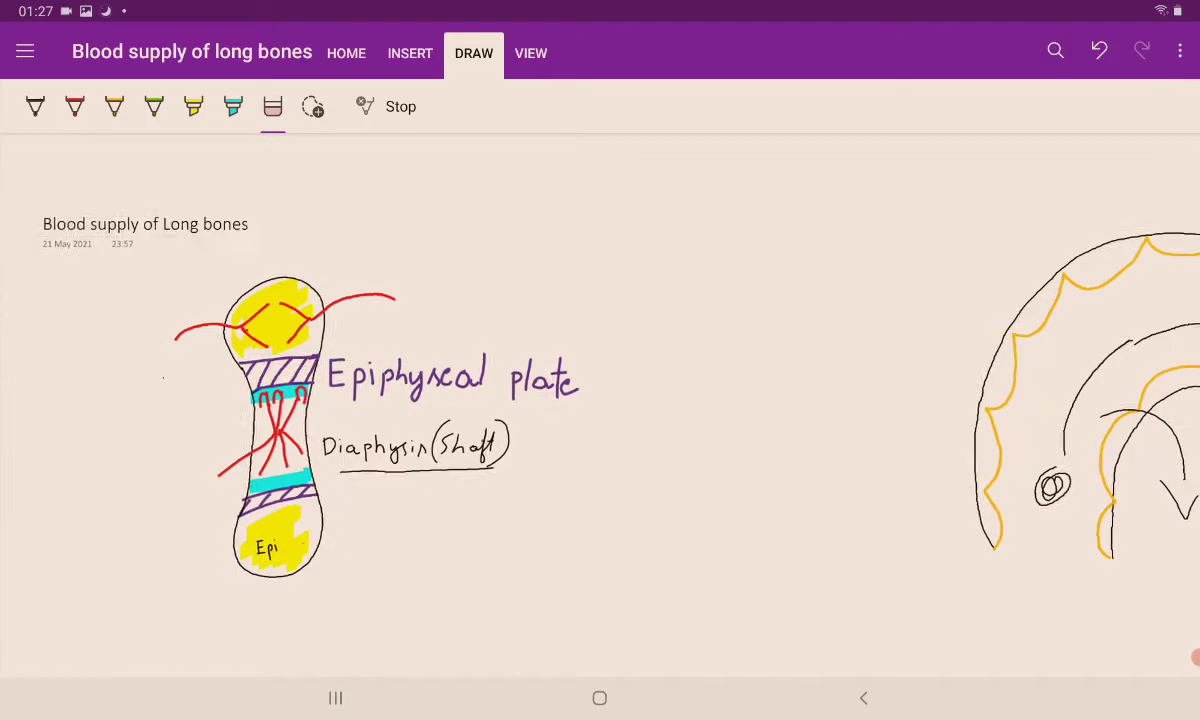 01:27
Blood supply of long bones HOME INSERT DRAW VIEW
Stop
Blood supply of Long bones
21 May 2021 23:57
Epiphyseal plate
Diaphysis (Shaft)
Epi